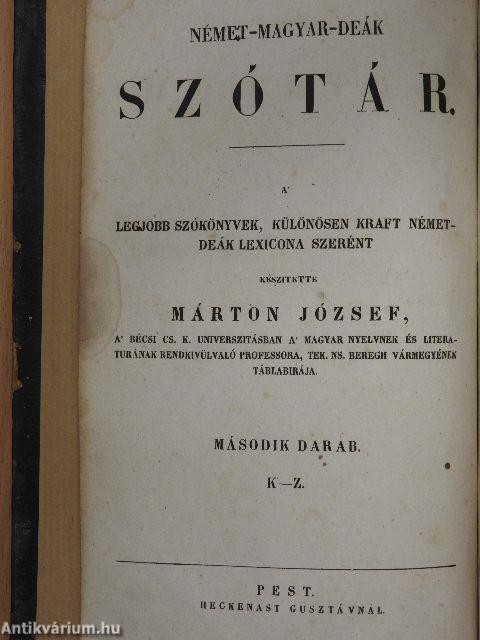 NÉMET-MAGYAR-DEÁK
SZÓTÁR.
A'
LEGJOBB SZÓKÖNYVEK, KÜLÖNÖSEN KRAFT NÉMET-
DEÁK LEXICONA SZERÉNT
KÉSZITETTE
MÁRTON JÓZSEF,
A' BÉCSI CS. K. UNIVERSZITÁSBAN A' MAGYAR NYELVNEK ÉS LITERA-
TURÁNAK RENDKIVÜLVALÓ PROFESSORA, TEK. NS. BEREGH VÁRMEGYÉNEK
TÁBLABIRÁJA.
MÁSODIK DARAB.
K—Z.
PEST.
HECKENAST GUSZTÁVNÁL.
Antikvárium.hu